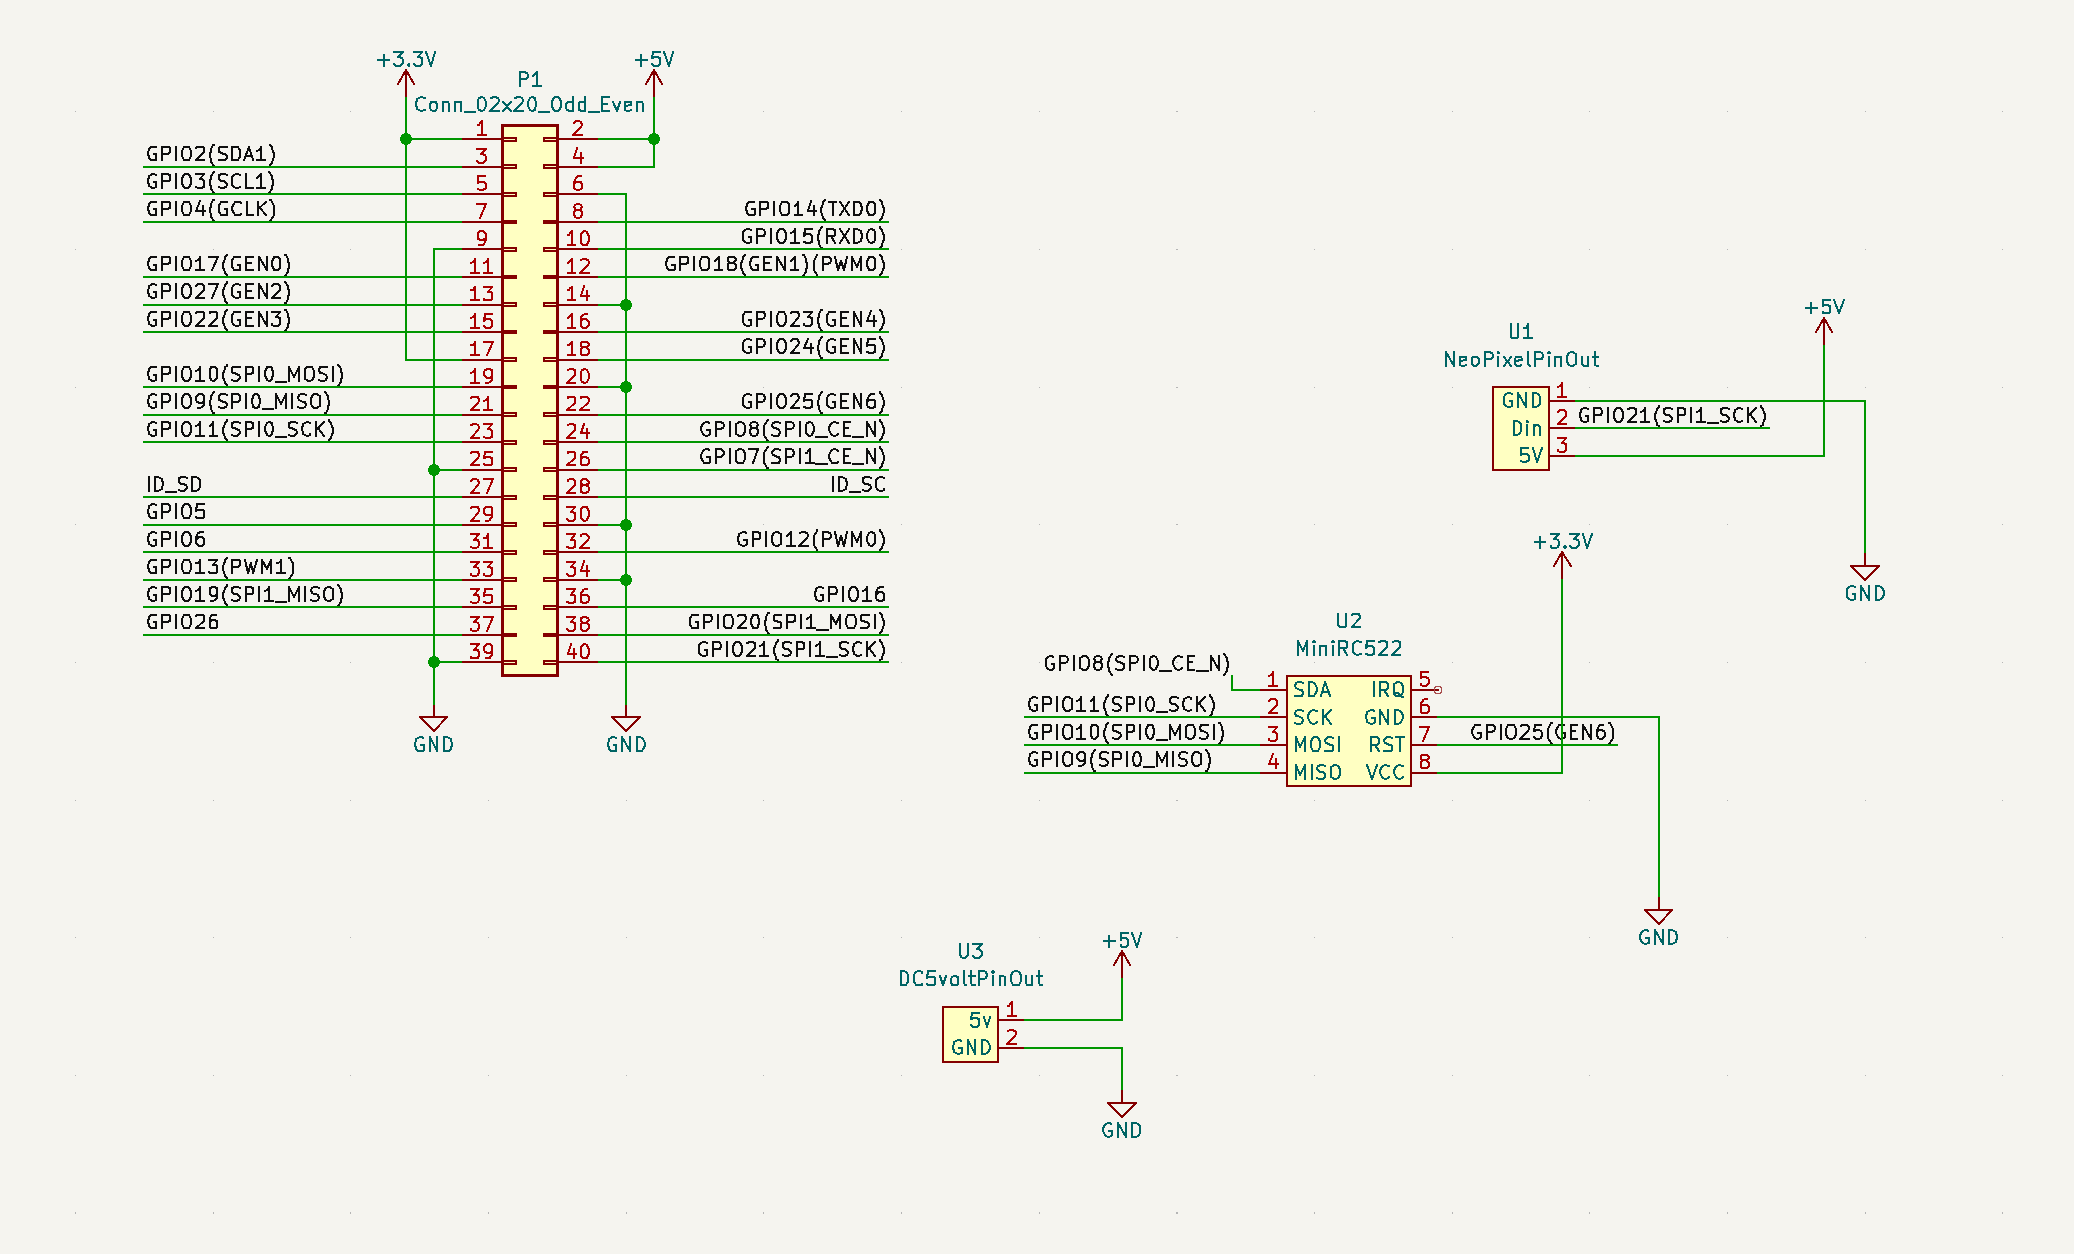 +3.3V
+5V
P1
Conn_02x20_Odd_Even
1 2
GPIO2(SDA1) 3 4
GPIO3(SCL1) 5 6
GPIO4(GCLK) 7 8 GPIO14(TXD0)
9 10 GPIO15(RXD0)
GPIO17(GEN0) 11 12 GPIO18(GEN1)(PWM0)
GPIO27(GEN2) 13 14
GPIO22(GEN3) 15 16 GPIO23(GEN4)
17 18 GPIO24(GEN5)
GPIO10(SPI0_MOSI) 19 20
GPIO9(SPI0_MISO) 21 22 GPIO25(GEN6)
GPIO11(SPI0_SCK) 23 24 GPIO8(SPI0_CE_N)
25 26 GPIO7(SPI1_CE_N)
ID_SD 27 28 ID_SC
GPIO5 29 30
GPIO6 31 32 GPIO12(PWM0)
GPIO13(PWM1) 33 34
GPIO19(SPI1_MISO) 35 36 GPIO16
GPIO26 37 38 GPIO20(SPI1_MOSI)
39 40 GPIO21(SPI1_SCK)
GND
GND
+5V
U1
NeoPixelPinOut
GND 1
Din 2 GPIO21(SPI1_SCK)
5V 3
GND
+3.3V
U2
MiniRC522
GPIO8(SPI0_CE_N) 1 SDA IRQ 5
GPIO11(SPI0_SCK) 2 SCK GND 6
GPIO10(SPI0_MOSI) 3 MOSI RST 7 GPIO25(GEN6)
GPIO9(SPI0_MISO) 4 MISO VCC 8
GND
+5V
U3
DC5voltPinOut
5v 1
GND 2
GND